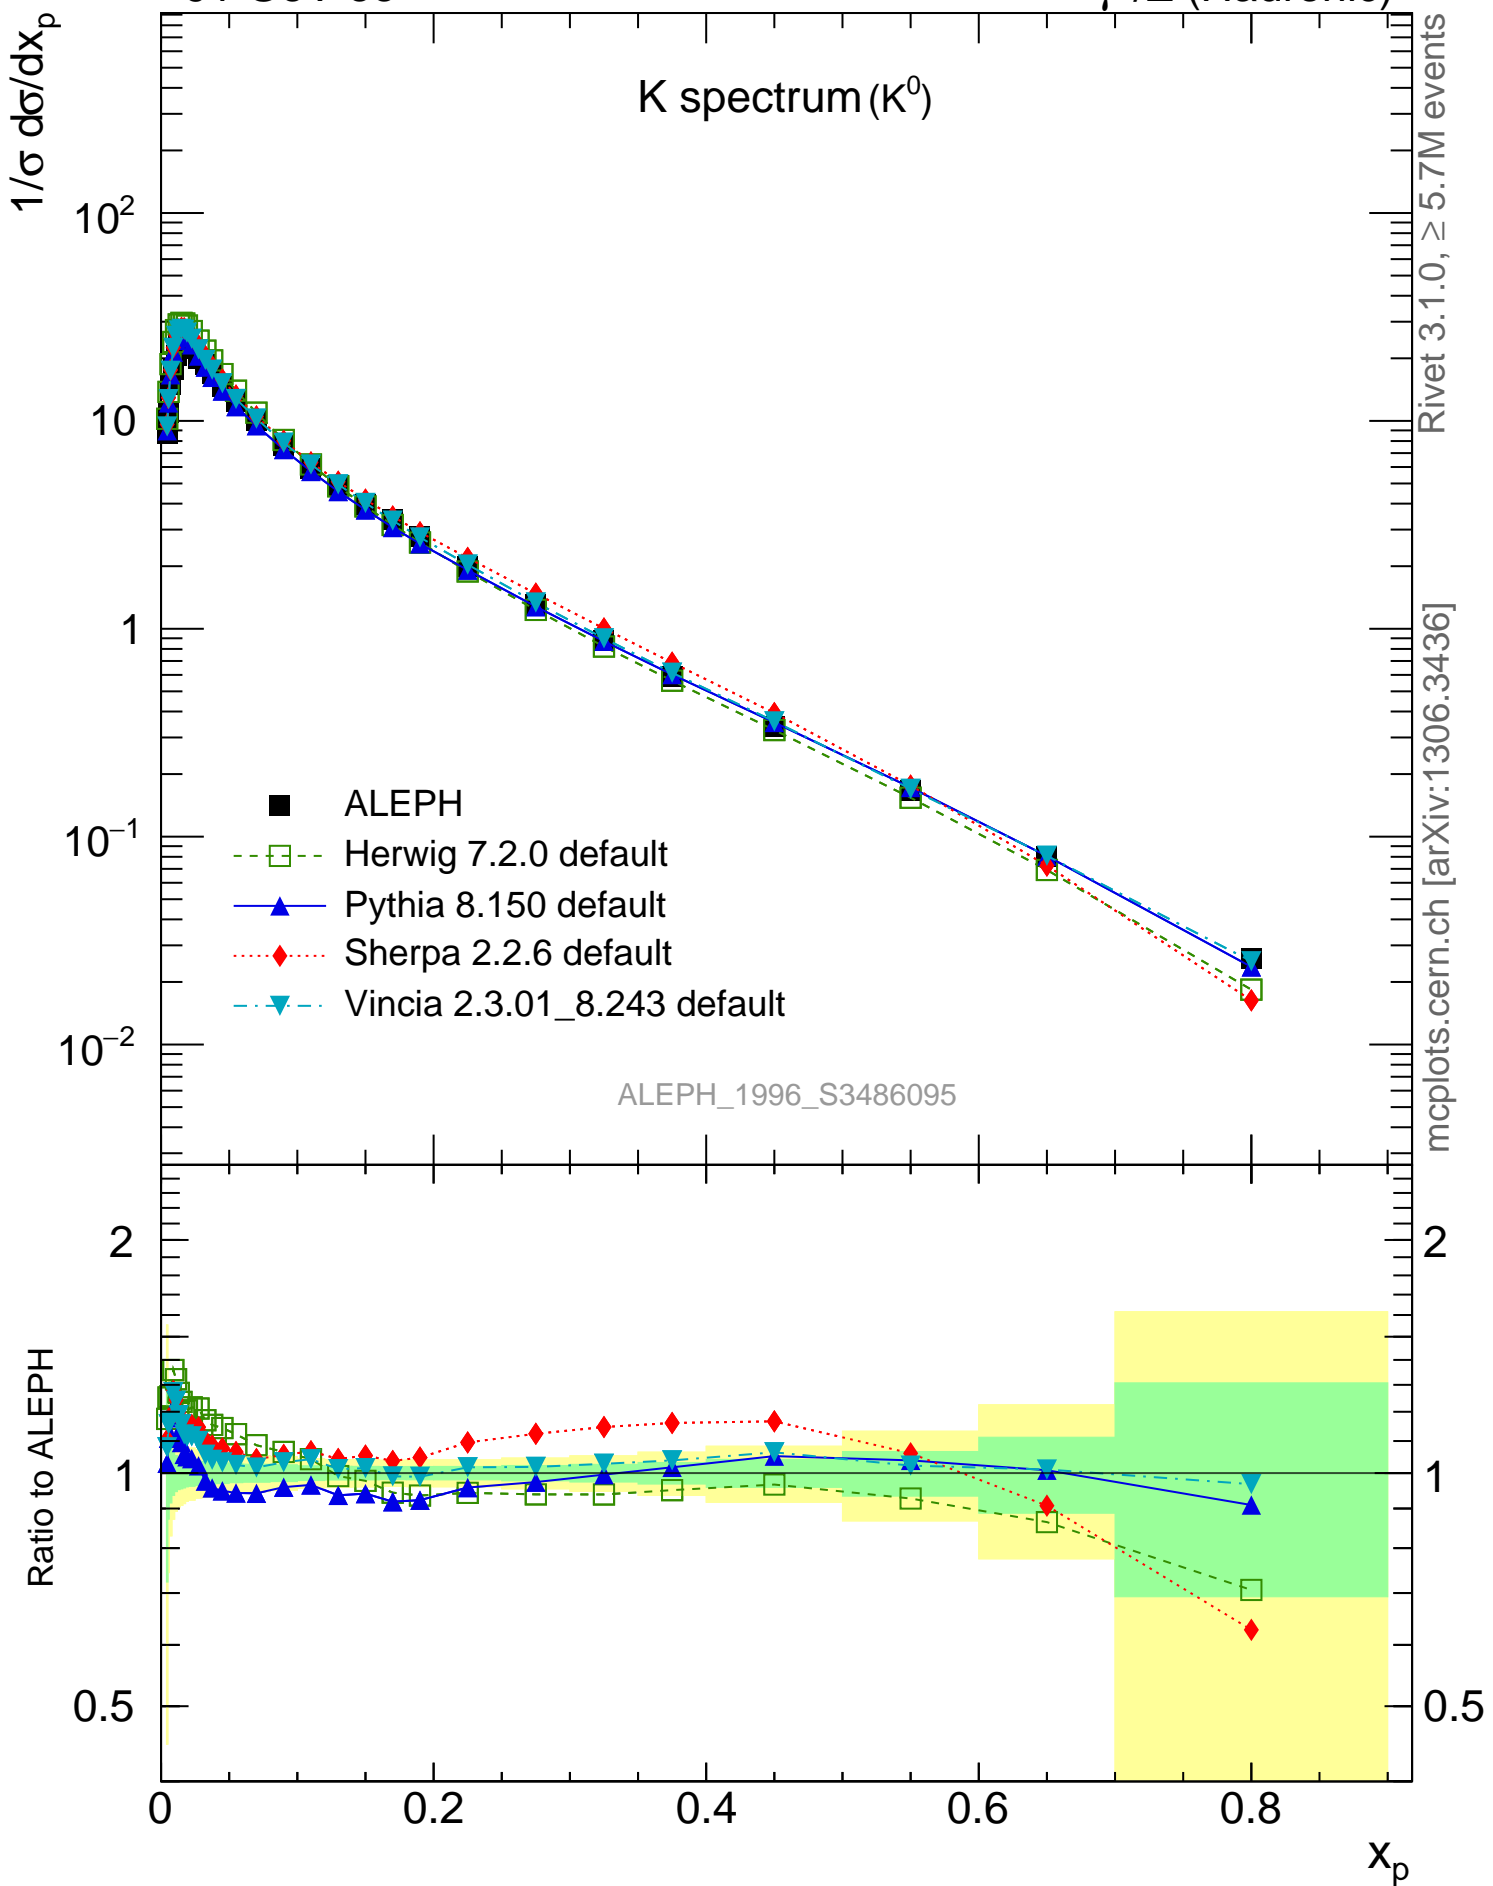 1/σ dσ/dxₚ
K spectrum (K⁰)
10²
10
1
10⁻¹
10⁻²
ALEPH
Herwig 7.2.0 default
Pythia 8.150 default
Sherpa 2.2.6 default
Vincia 2.3.01_8.243 default
ALEPH_1996_S3486095
Rivet 3.1.0, ≥ 5.7M events
mcplots.cern.ch [arXiv:1306.3436]
Ratio to ALEPH
2
1
0.5
2
1
0.5
0 0.2 0.4 0.6 0.8
xₚ